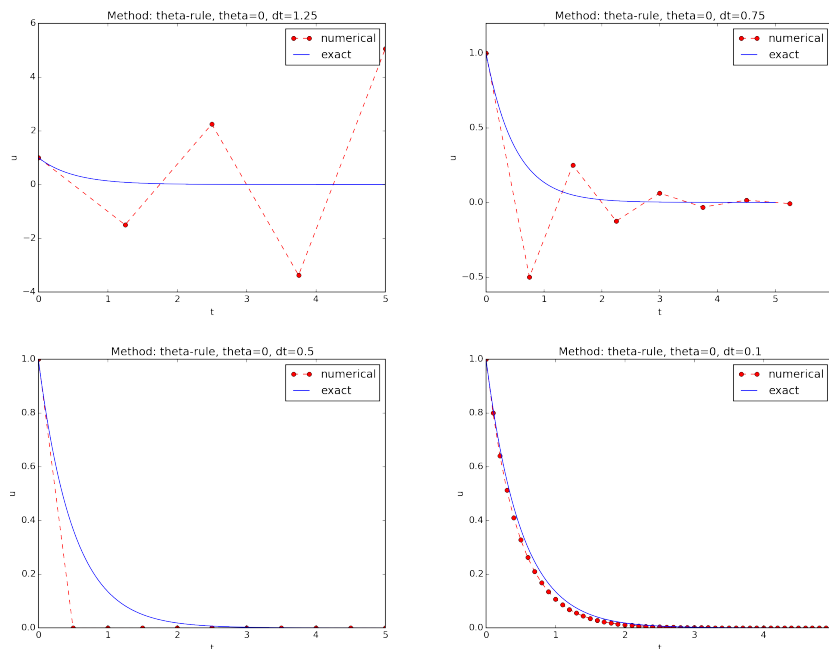 Method: theta-rule, theta=0, dt=1.25
6
4
2
0
−2
−4
u
numerical
exact
0 1 2 3 4 5
t
Method: theta-rule, theta=0, dt=0.75
1.0
0.5
0.0
−0.5
u
numerical
exact
0 1 2 3 4 5
t
Method: theta-rule, theta=0, dt=0.5
1.0
0.8
0.6
0.4
0.2
0.0
u
numerical
exact
0 1 2 3 4 5
t
Method: theta-rule, theta=0, dt=0.1
1.0
0.8
0.6
0.4
0.2
0.0
u
numerical
exact
0 1 2 3 4
t